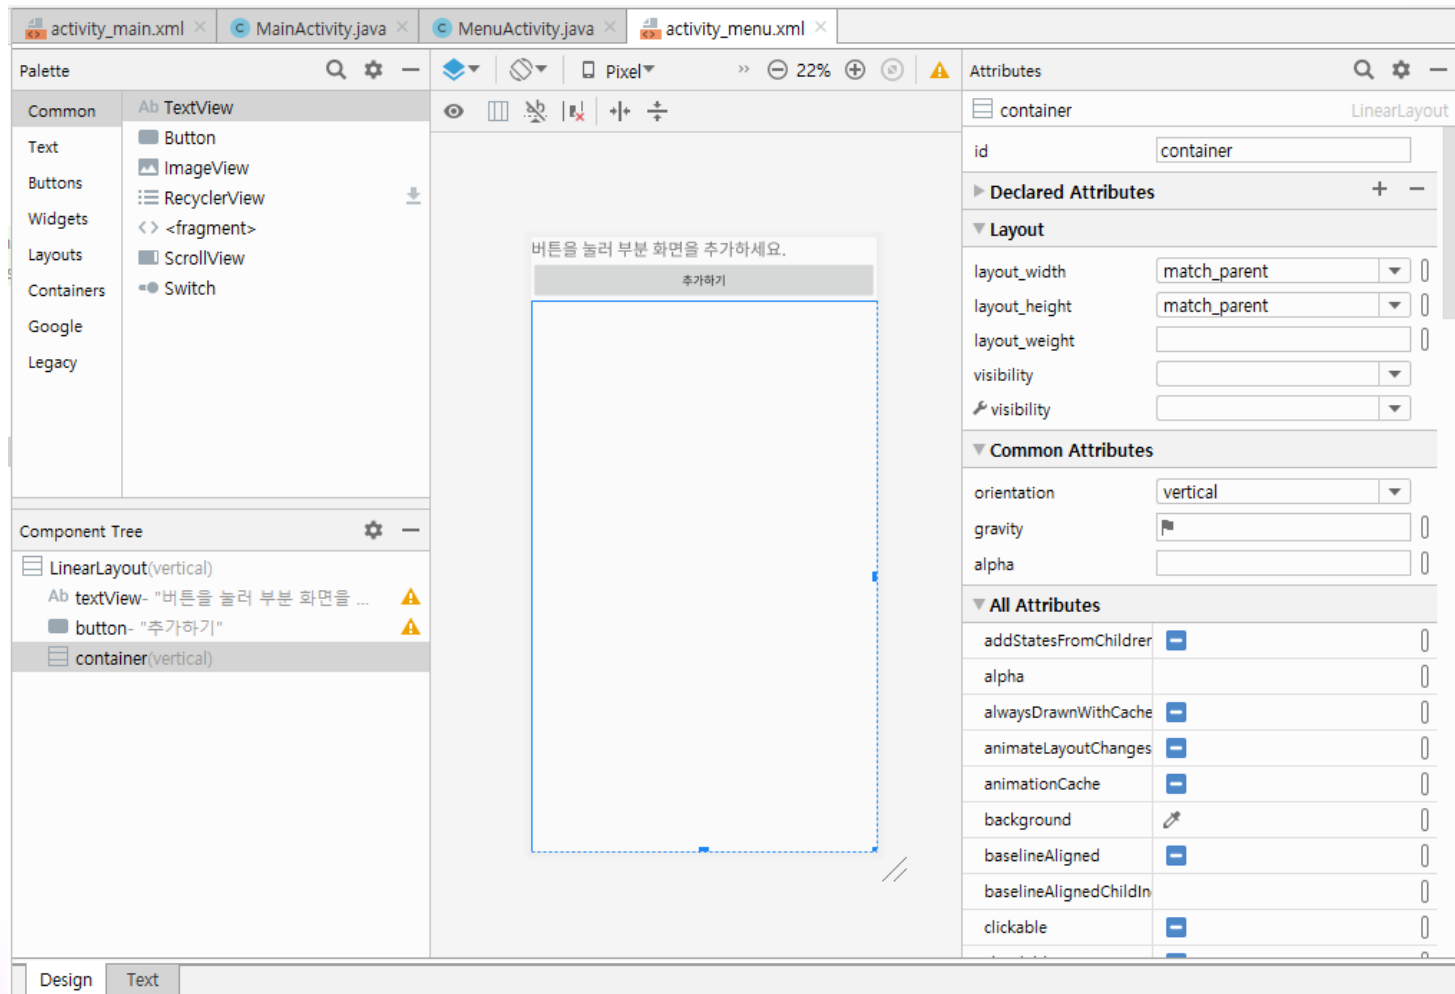 activity_main.xml
MainActivity.java
MenuActivity.java
activity_menu.xml
Palette
Common
Text
Buttons
Widgets
Layouts
Containers
Google
Legacy
Ab TextView
Button
ImageView
RecyclerView
<fragment>
ScrollView
Switch
Component Tree
LinearLayout(vertical)
Ab textView- "버튼을 눌러 부분 화면을 ...
button- "추가하기"
container(vertical)
Pixel
22%
버튼을 눌러 부분 화면을 추가하세요.
추가하기
Attributes
container LinearLayout
id container
Declared Attributes
Layout
layout_width match_parent
layout_height match_parent
layout_weight
visibility
visibility
Common Attributes
orientation vertical
gravity
alpha
All Attributes
addStatesFromChildren
alpha
alwaysDrawnWithCache
animateLayoutChanges
animationCache
background
baselineAligned
baselineAlignedChildIn
clickable
Design Text